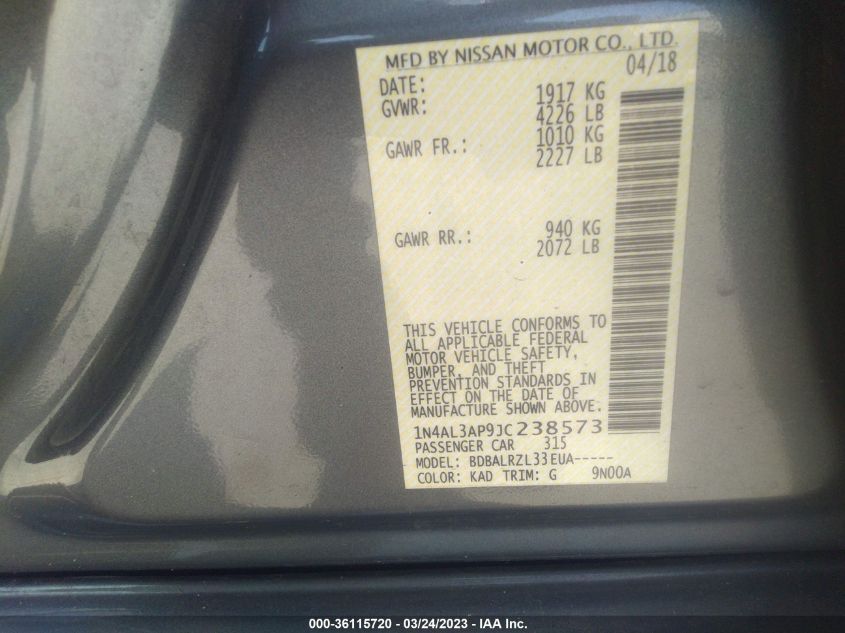 MFD BY NISSAN MOTOR CO., LTD.
DATE: 04/18
GVWR: 1917 KG
4226 LB
GAWR FR.: 1010 KG
2227 LB
GAWR RR.: 940 KG
2072 LB
THIS VEHICLE CONFORMS TO
ALL APPLICABLE FEDERAL
MOTOR VEHICLE SAFETY,
BUMPER, AND THEFT
PREVENTION STANDARDS IN
EFFECT ON THE DATE OF
MANUFACTURE SHOWN ABOVE.
1N4AL3AP9JC238573
PASSENGER CAR 315
MODEL: BDBALRZL33EUA-----
COLOR: KAD TRIM: G 9N00A
000-36115720 — 03/24/2023 — IAA Inc.